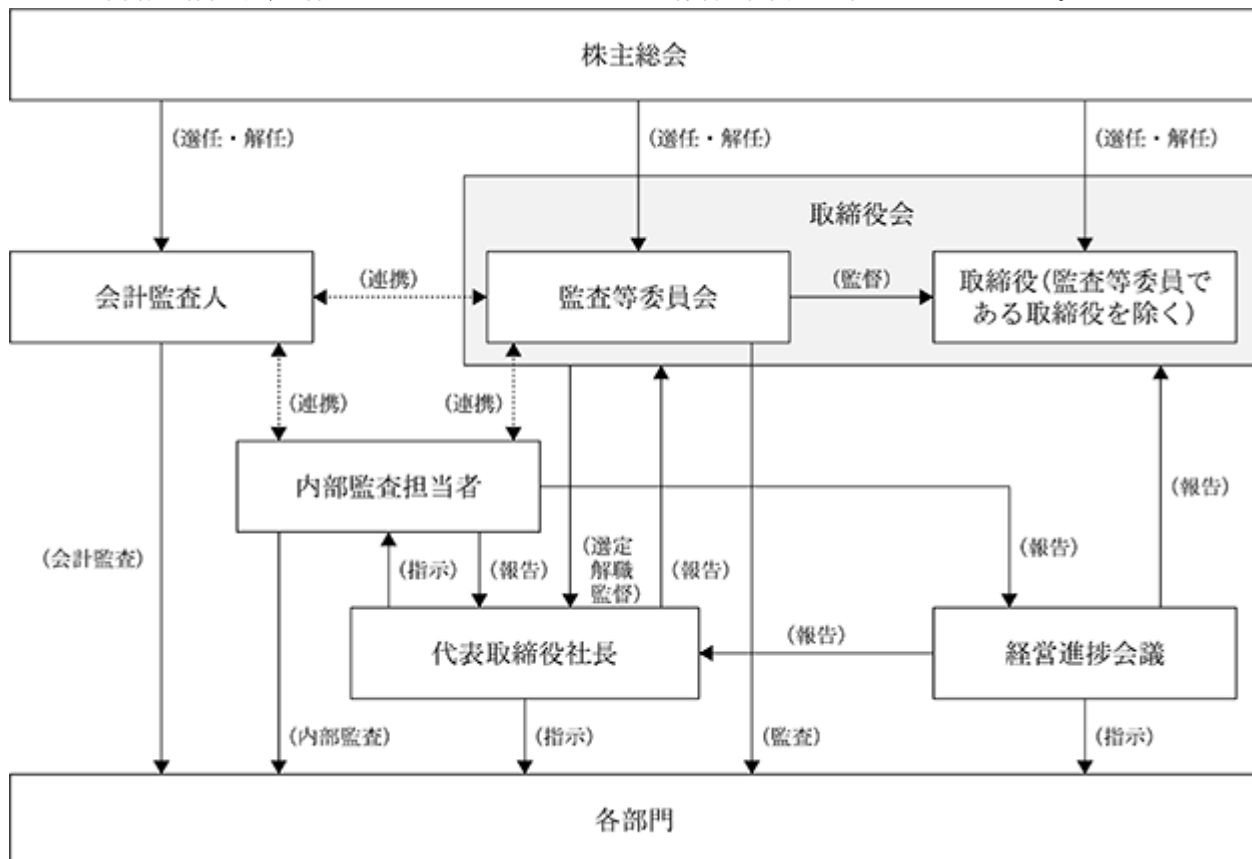 株主総会
(選任・解任)
(選任・解任)
(選任・解任)
取締役会
会計監査人
(連携)
監査等委員会
(監督)
取締役(監査等委員で
ある取締役を除く)
(連携)
(連携)
内部監査担当者
(報告)
(会計監査)
(指示)
(報告)
(選定
解職
監督)
(報告)
(報告)
代表取締役社長
(報告)
経営進捗会議
(内部監査)
(指示)
(監査)
(指示)
各部門